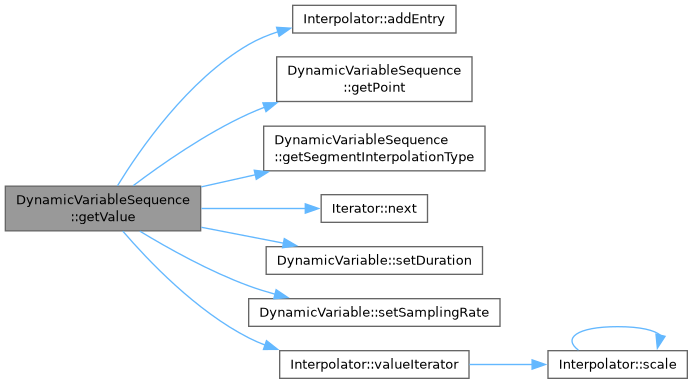 Interpolator::addEntry
DynamicVariableSequence
::getPoint
DynamicVariableSequence
::getSegmentInterpolationType
DynamicVariableSequence
::getValue
Iterator::next
DynamicVariable::setDuration
DynamicVariable::setSamplingRate
Interpolator::valueIterator
Interpolator::scale